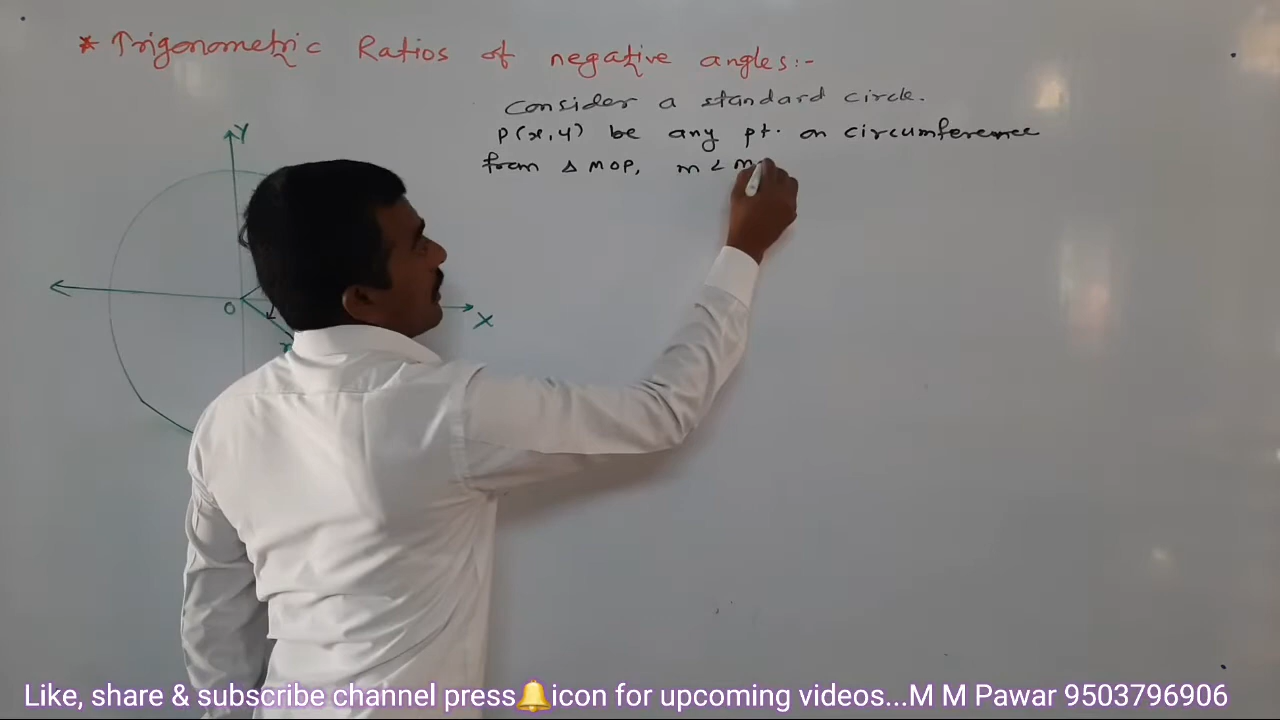 * Trigonometric Ratios of negative angles:-
Consider a standard circle.
P(x,y) be any pt. on circumference
from △ MOP, m∠M
Y
O
X
r
Like, share & subscribe channel press🔔icon for upcoming videos...M M Pawar 9503796906